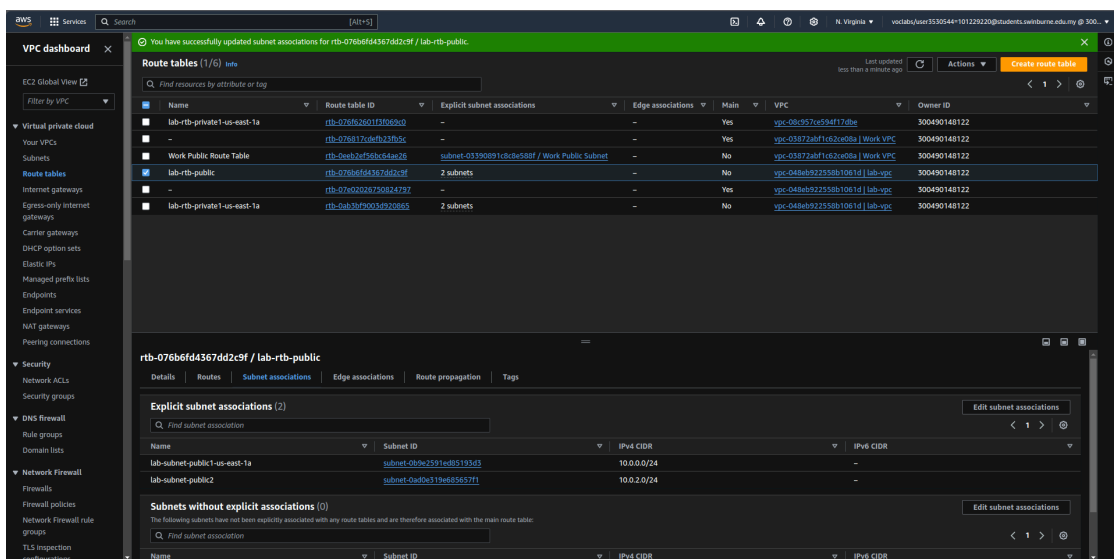 aws Services Search [Alt+S] N. Virginia voclabs/user3530544=101229220@students.swinburne.edu.my @ 300...
VPC dashboard
EC2 Global View
Filter by VPC
Virtual private cloud
Your VPCs
Subnets
Route tables
Internet gateways
Egress-only internet
gateways
Carrier gateways
DHCP option sets
Elastic IPs
Managed prefix lists
Endpoints
Endpoint services
NAT gateways
Peering connections
Security
Network ACLs
Security groups
DNS firewall
Rule groups
Domain lists
Network Firewall
Firewalls
Firewall policies
Network Firewall rule
groups
TLS inspection
configurations
You have successfully updated subnet associations for rtb-076b6fd4367dd2c9f / lab-rtb-public.
Route tables (1/6) Info
Last updated
less than a minute ago
Actions Create route table
Find resources by attribute or tag
1
Name Route table ID Explicit subnet associations Edge associations Main VPC Owner ID
lab-rtb-private1-us-east-1a rtb-076f62601f3f069c0 – – Yes vpc-08c957ce594f17dbe 300490148122
– rtb-076817cdefb23fb5c – – Yes vpc-03872abf1c62ce08a | Work VPC 300490148122
Work Public Route Table rtb-0eeb2ef56bc64ae26 subnet-03390891c8c8e588f / Work Public Subnet – No vpc-03872abf1c62ce08a | Work VPC 300490148122
lab-rtb-public rtb-076b6fd4367dd2c9f 2 subnets – No vpc-048eb922558b1061d | lab-vpc 300490148122
– rtb-07e02026750824797 – – Yes vpc-048eb922558b1061d | lab-vpc 300490148122
lab-rtb-private1-us-east-1a rtb-0ab3bf9003d920865 2 subnets – No vpc-048eb922558b1061d | lab-vpc 300490148122
rtb-076b6fd4367dd2c9f / lab-rtb-public
Details Routes Subnet associations Edge associations Route propagation Tags
Explicit subnet associations (2) Edit subnet associations
Find subnet association 1
Name Subnet ID IPv4 CIDR IPv6 CIDR
lab-subnet-public1-us-east-1a subnet-0b9e2591ed85193d3 10.0.0.0/24 –
lab-subnet-public2 subnet-0ad0e319e685657f1 10.0.2.0/24 –
Subnets without explicit associations (0) Edit subnet associations
The following subnets have not been explicitly associated with any route tables and are therefore associated with the main route table:
Find subnet association 1
Name Subnet ID IPv4 CIDR IPv6 CIDR